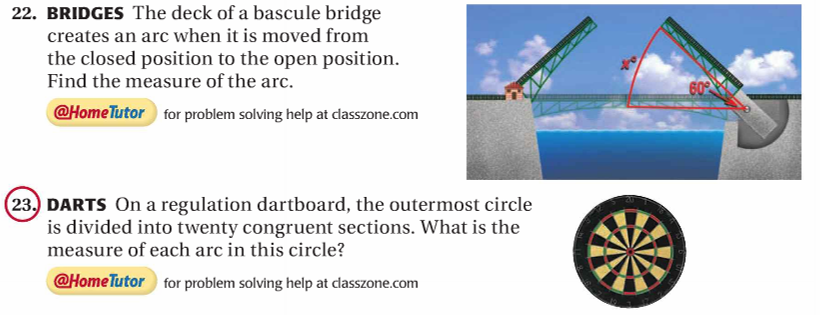 22. BRIDGES The deck of a bascule bridge
creates an arc when it is moved from
the closed position to the open position.
Find the measure of the arc.
@HomeTutor for problem solving help at classzone.com
x°
60°
23. DARTS On a regulation dartboard, the outermost circle
is divided into twenty congruent sections. What is the
measure of each arc in this circle?
@HomeTutor for problem solving help at classzone.com